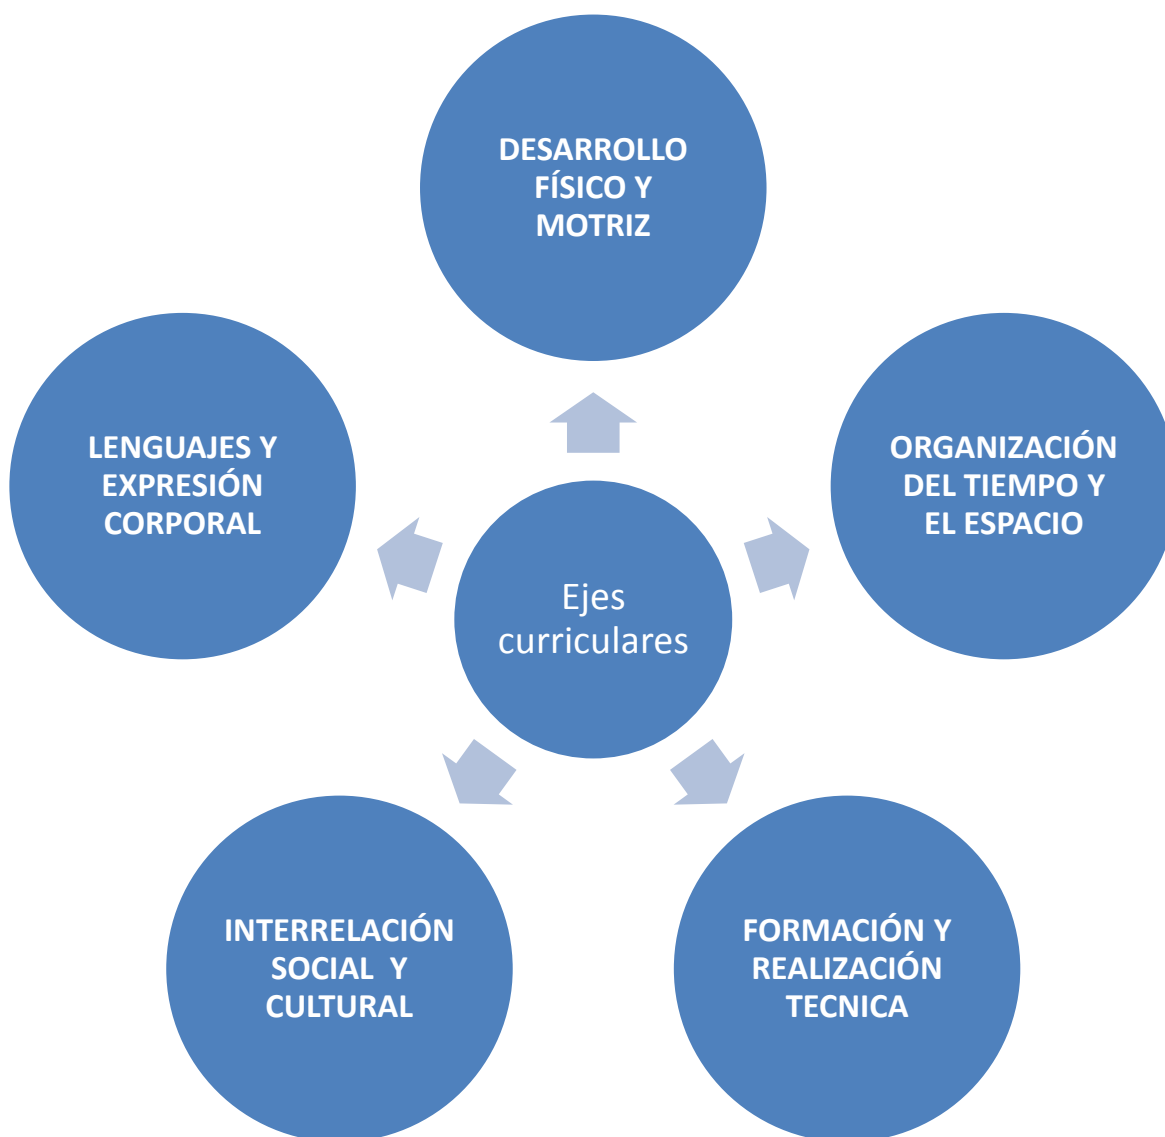 DESARROLLO
FÍSICO Y
MOTRIZ
LENGUAJES Y
EXPRESIÓN
CORPORAL
ORGANIZACIÓN
DEL TIEMPO Y
EL ESPACIO
Ejes
curriculares
INTERRELACIÓN
SOCIAL Y
CULTURAL
FORMACIÓN Y
REALIZACIÓN
TECNICA